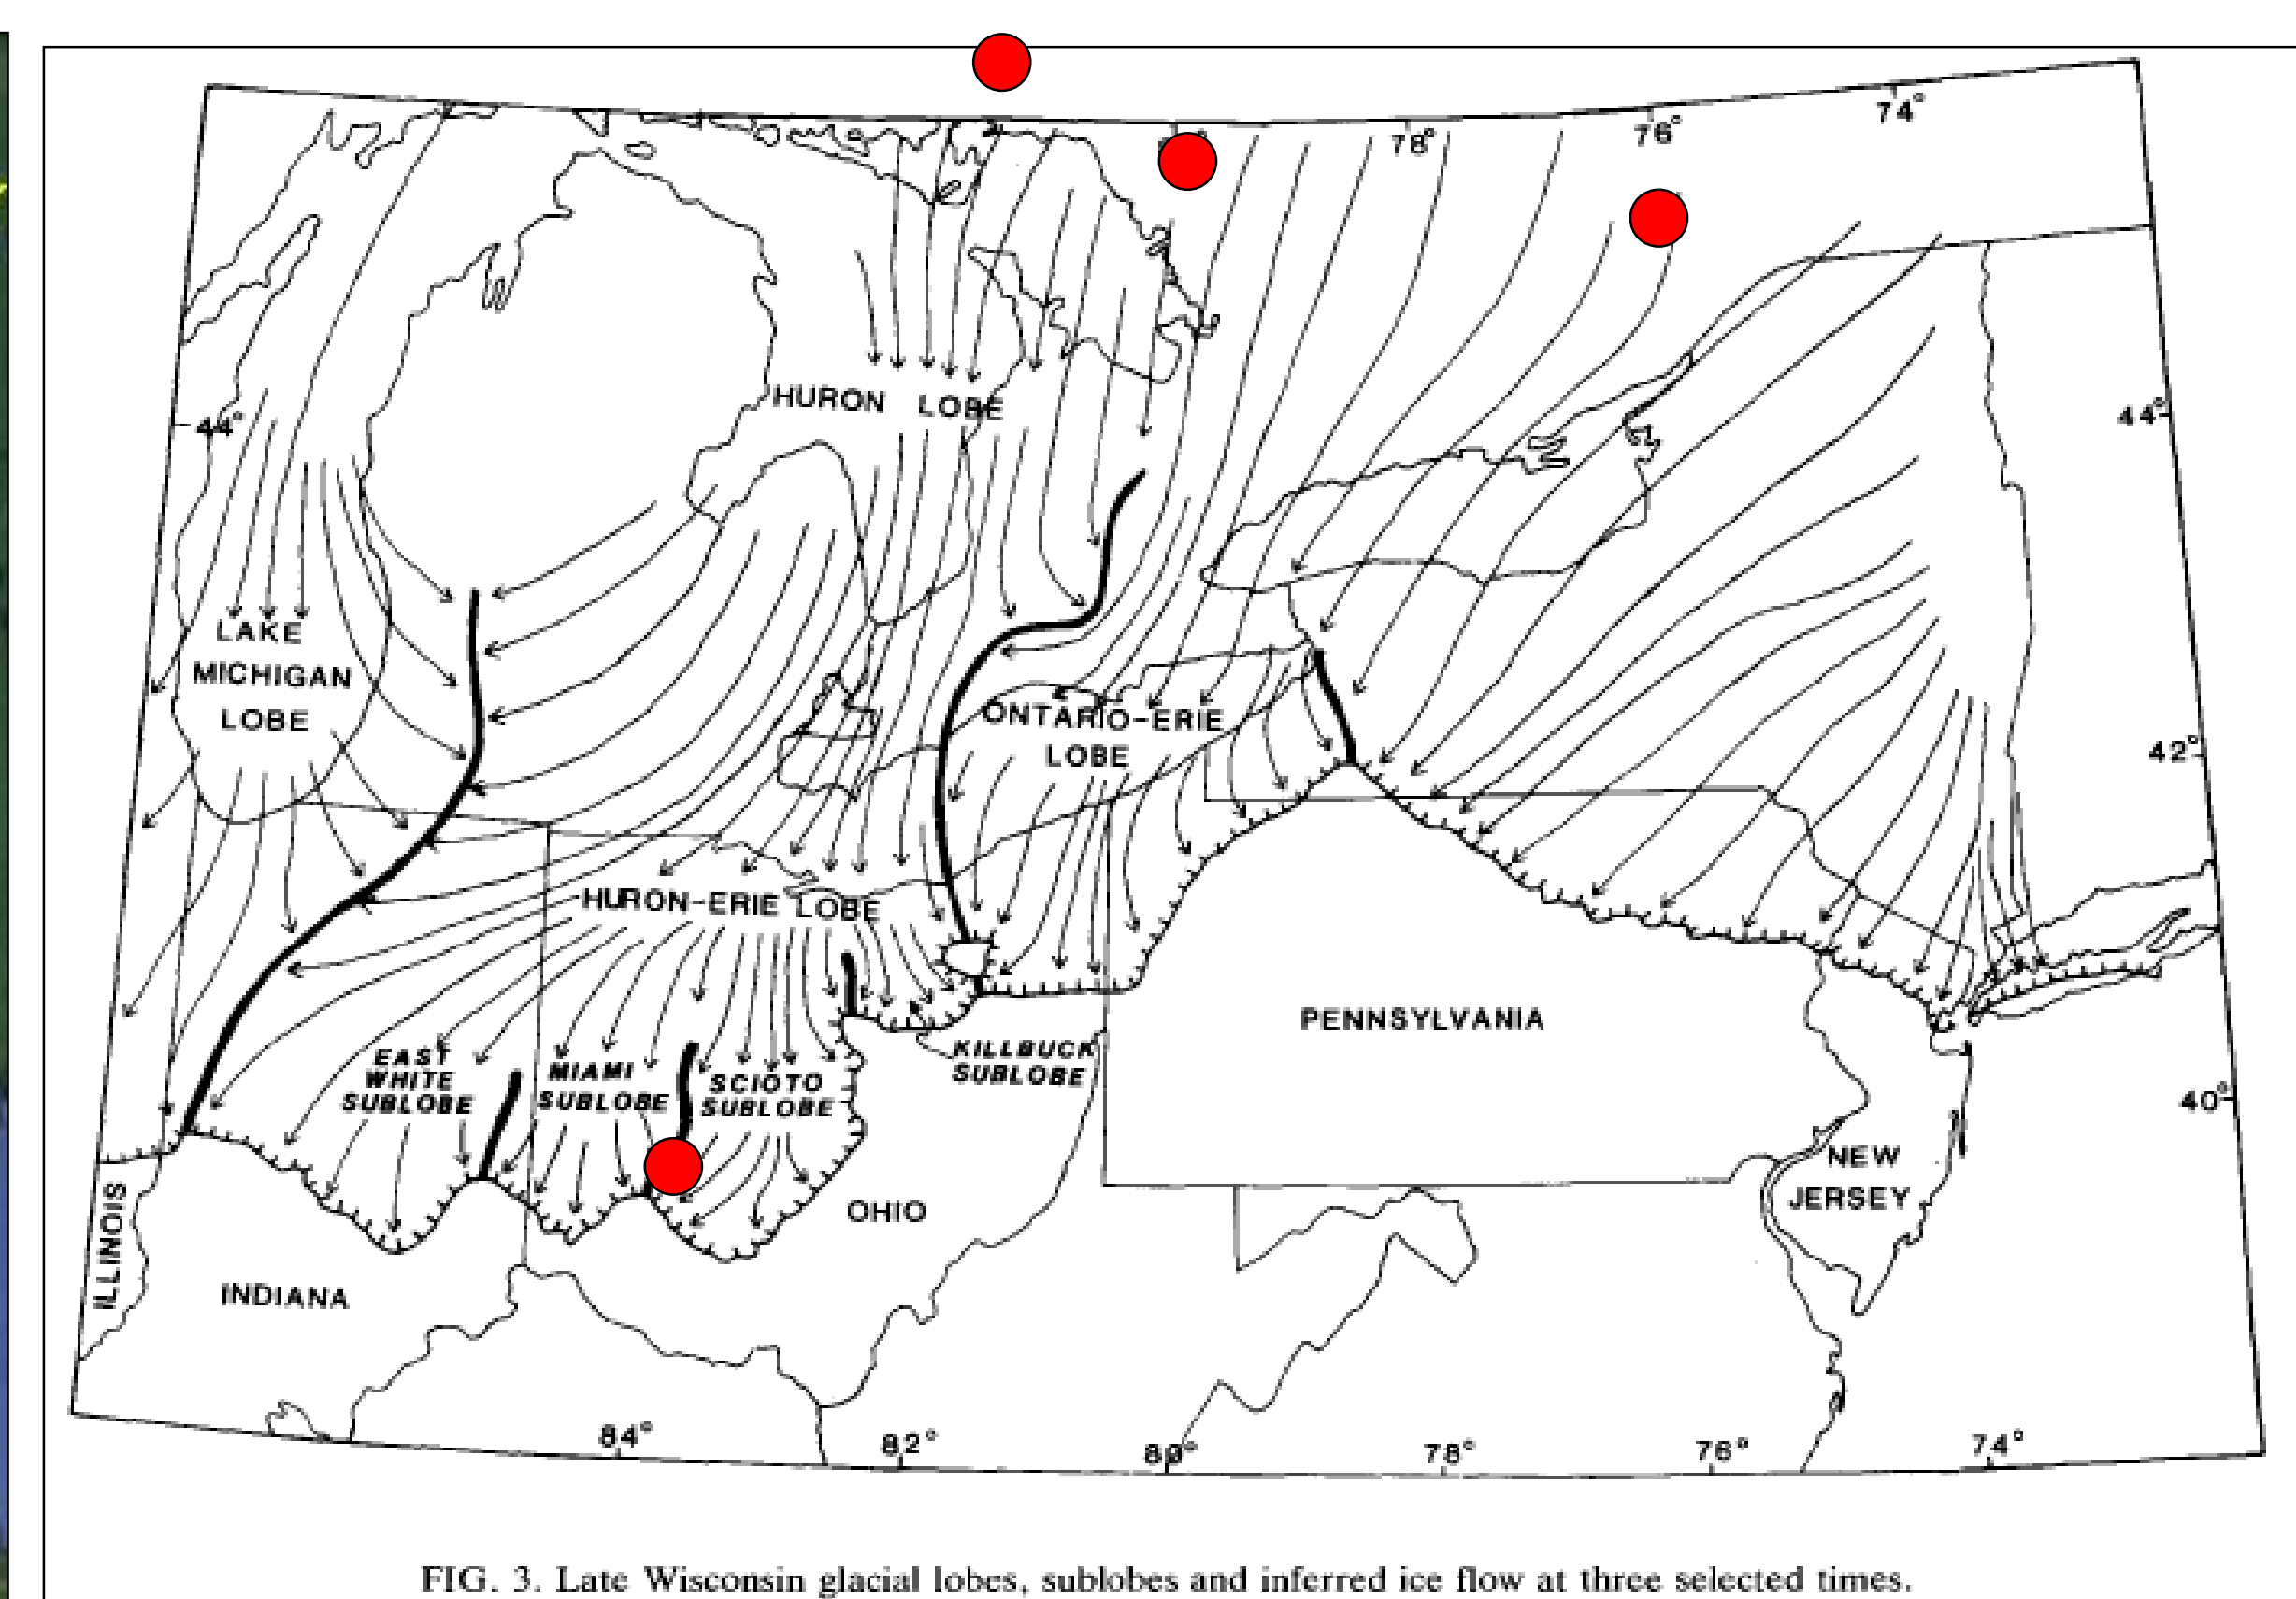 74°
76°
78°
HURON LOBE
44°
44°
LAKE
MICHIGAN
LOBE
ONTARIO-ERIE
LOBE
42°
HURON-ERIE LOBE
PENNSYLVANIA
EAST
WHITE
SUBLOBE
MIAMI
SUBLOBE
SCIOTO
SUBLOBE
KILLBUCK
SUBLOBE
40°
NEW
JERSEY
OHIO
ILLINOIS
INDIANA
84°
82°
80°
78°
76°
74°
FIG. 3. Late Wisconsin glacial lobes, sublobes and inferred ice flow at three selected times.